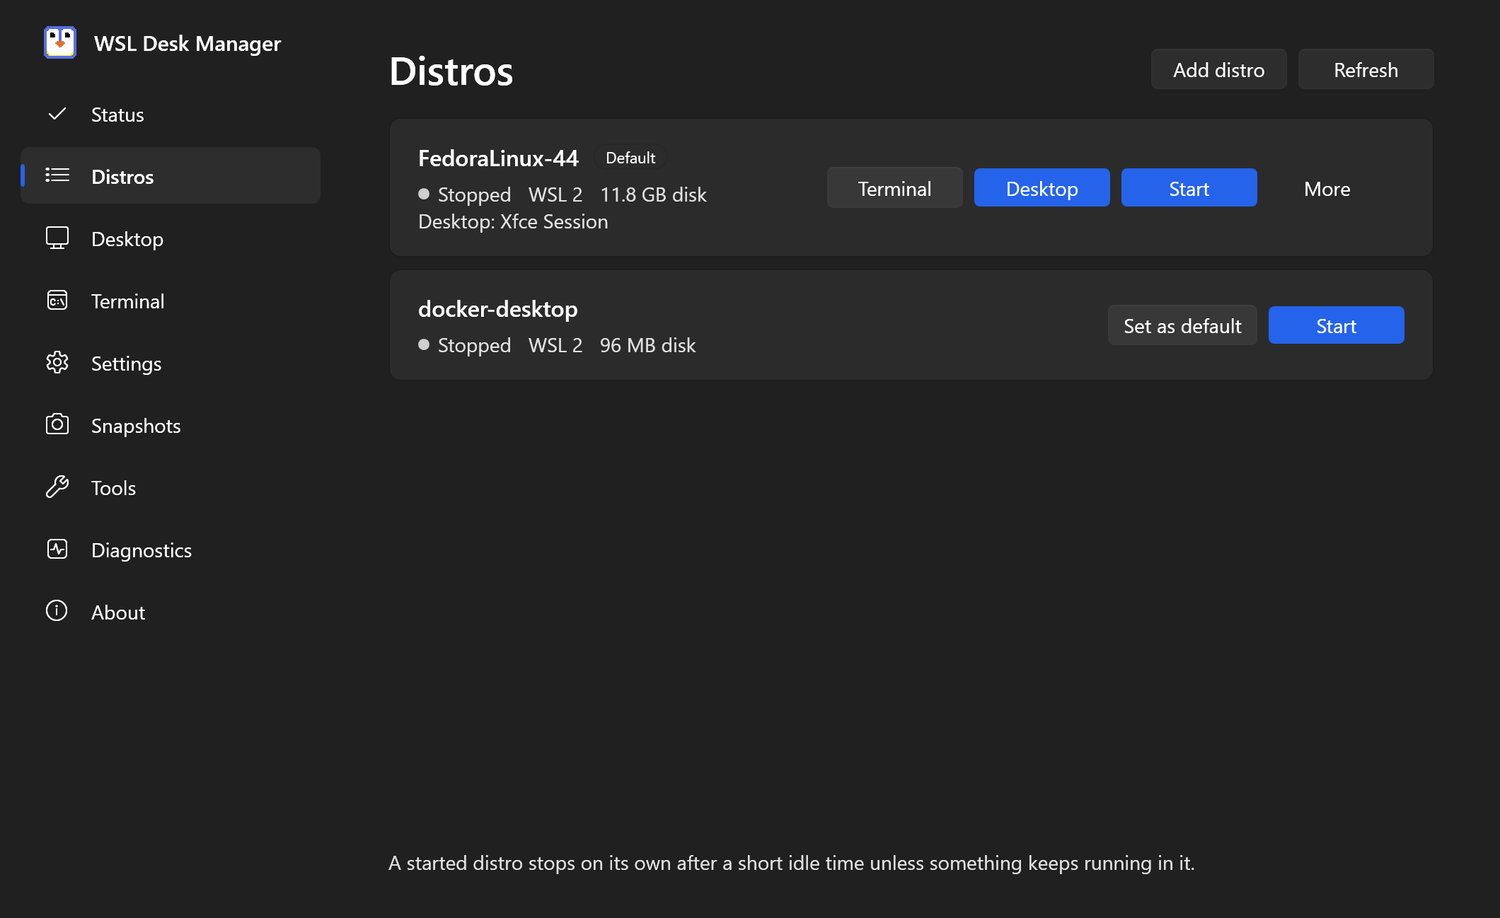 WSL Desk Manager
Status
Distros
Desktop
Terminal
Settings
Snapshots
Tools
Diagnostics
About
Distros
Add distro
Refresh
FedoraLinux-44 Default
Stopped WSL 2 11.8 GB disk
Desktop: Xfce Session
Terminal
Desktop
Start
More
docker-desktop
Stopped WSL 2 96 MB disk
Set as default
Start
A started distro stops on its own after a short idle time unless something keeps running in it.